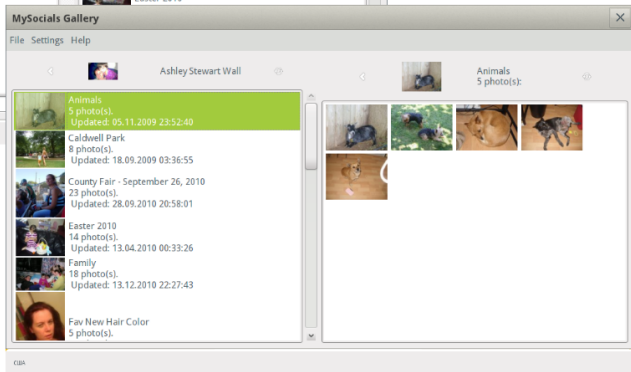 MySocials Gallery
File Settings Help
Ashley Stewart Wall
Animals
5 photo(s):
Animals
5 photo(s).
Updated: 05.11.2009 23:52:40
Caldwell Park
8 photo(s).
Updated: 18.09.2009 03:36:55
County Fair - September 26, 2010
23 photo(s).
Updated: 28.09.2010 20:58:01
Easter 2010
14 photo(s).
Updated: 13.04.2010 00:33:26
Family
18 photo(s).
Updated: 13.12.2010 22:27:43
Fav New Hair Color
5 photo(s).